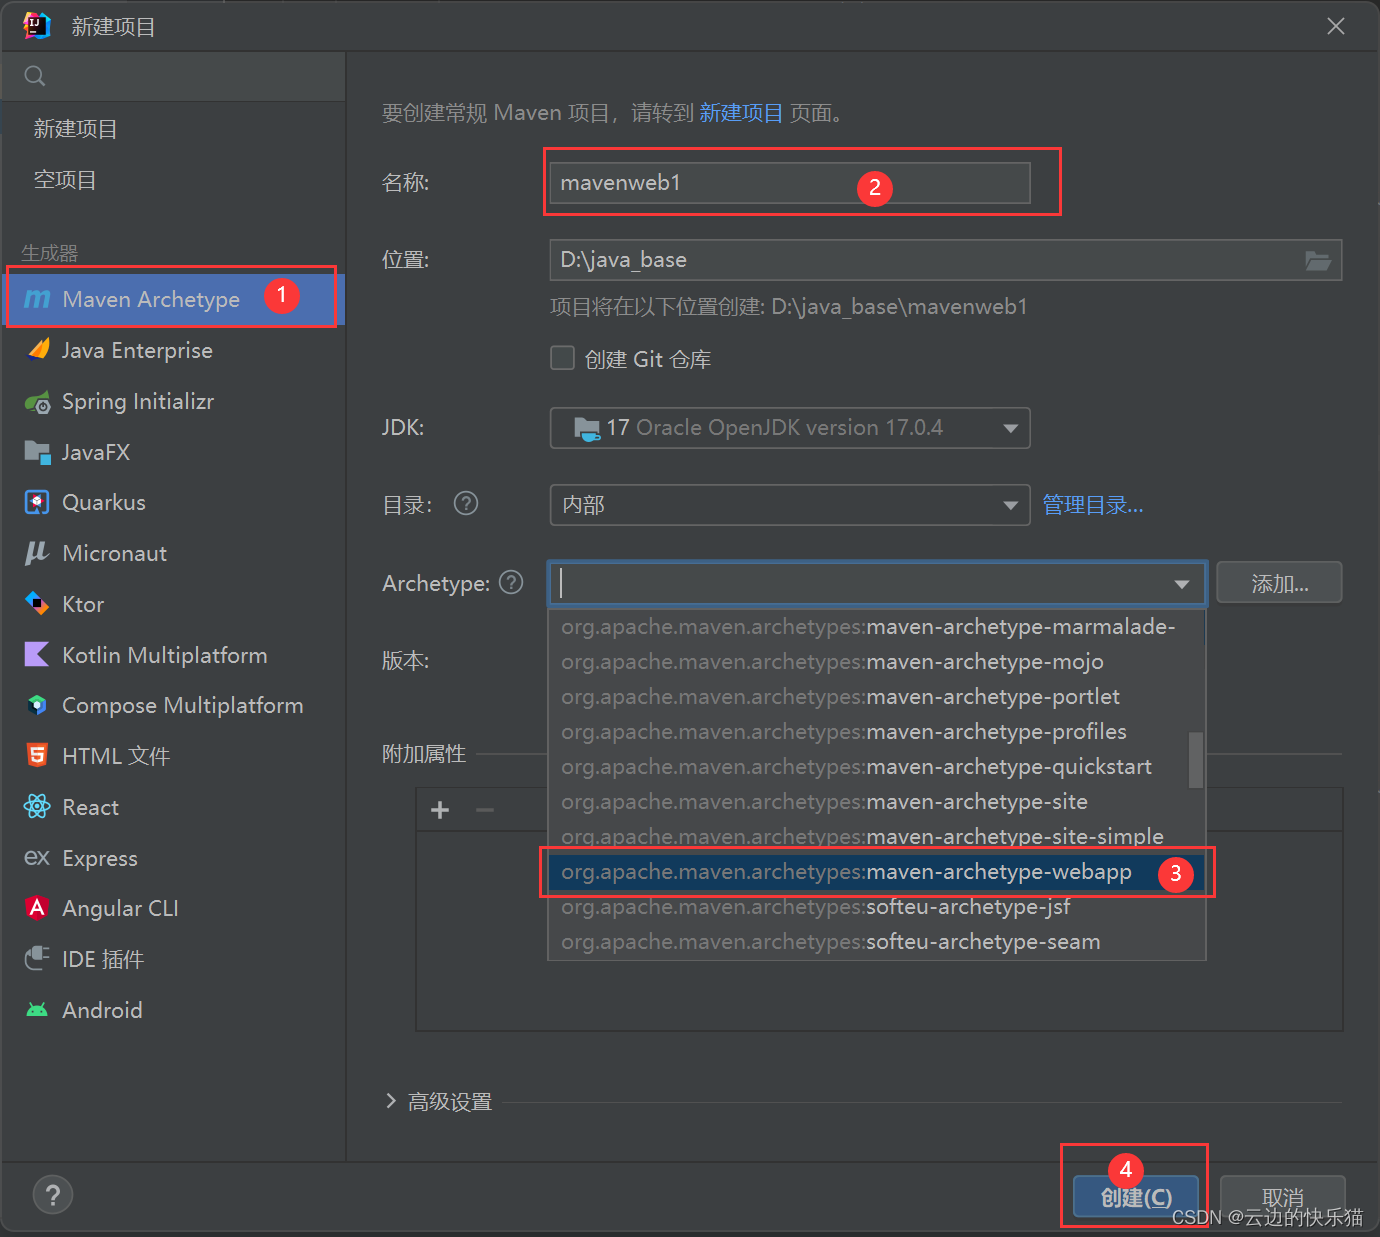 新建项目
新建项目
空项目
生成器
Maven Archetype
1
Java Enterprise
Spring Initializr
JavaFX
Quarkus
Micronaut
Ktor
Kotlin Multiplatform
Compose Multiplatform
HTML 文件
React
Express
Angular CLI
IDE 插件
Android
要创建常规 Maven 项目，请转到 新建项目 页面。
名称: mavenweb1
2
位置: D:\java_base
项目将在以下位置创建: D:\java_base\mavenweb1
创建 Git 仓库
JDK: 17 Oracle OpenJDK version 17.0.4
目录: ? 内部 管理目录...
Archetype: ? 添加...
org.apache.maven.archetypes:maven-archetype-marmalade-
org.apache.maven.archetypes:maven-archetype-mojo
版本:
org.apache.maven.archetypes:maven-archetype-portlet
org.apache.maven.archetypes:maven-archetype-profiles
附加属性
org.apache.maven.archetypes:maven-archetype-quickstart
org.apache.maven.archetypes:maven-archetype-site
org.apache.maven.archetypes:maven-archetype-site-simple
org.apache.maven.archetypes:maven-archetype-webapp
3
org.apache.maven.archetypes:softeu-archetype-jsf
org.apache.maven.archetypes:softeu-archetype-seam
高级设置
4
? 创建(C) 取消
CSDN @云边的快乐猫